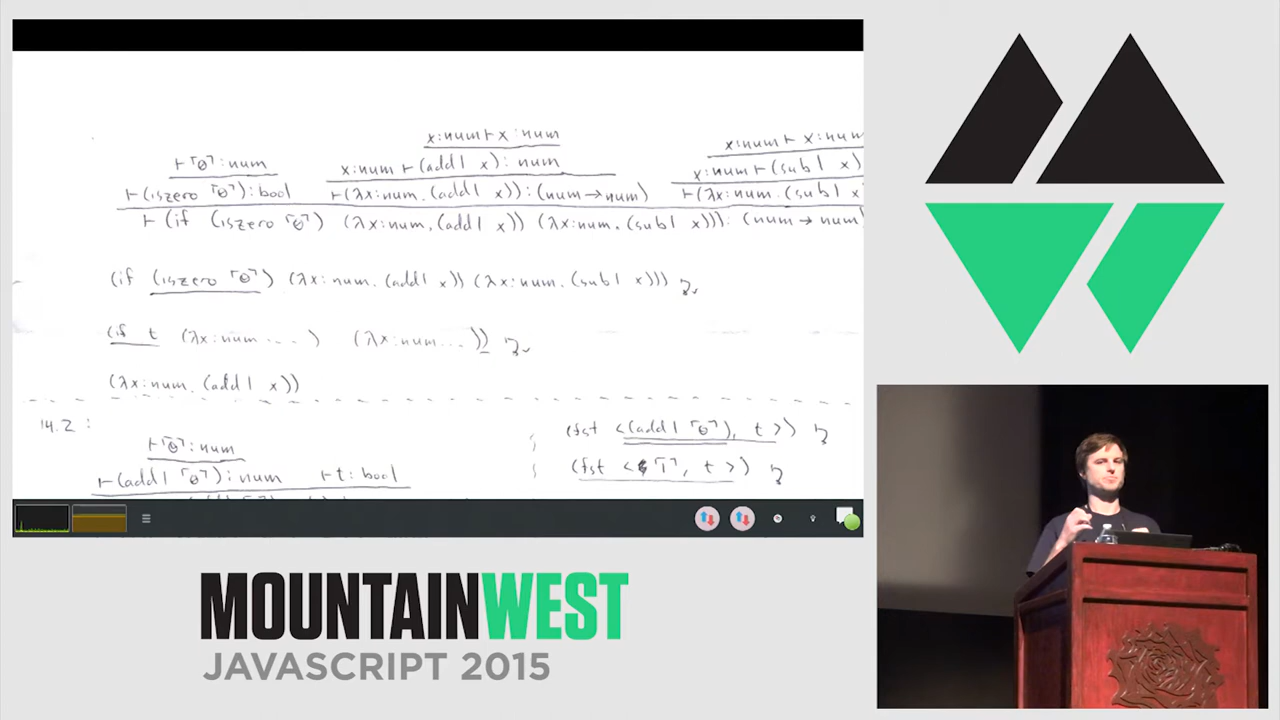 x:num ⊢ x:num
x:num ⊢ x:num
⊢⌜0⌝:num
x:num ⊢ (add1 x): num
x:num ⊢ (sub1 x)
⊢(iszero ⌜0⌝):bool
⊢(λx:num.(add1 x)):(num→num)
⊢(λx:num.(sub1 x
⊢ (if (iszero ⌜0⌝) (λx:num.(add1 x)) (λx:num.(sub1 x))): (num → num)
(if (iszero ⌜0⌝) (λx:num.(add1 x)) (λx:num.(sub1 x)))
(if t (λx:num....) (λx:num...))
(λx:num.(add1 x))
14.2:
⊢⌜0⌝:num
⊢(add1 ⌜0⌝):num ⊢t:bool
(fst <(add1 ⌜0⌝), t>)
(fst <⌜1⌝, t>)
MOUNTAINWEST
JAVASCRIPT 2015